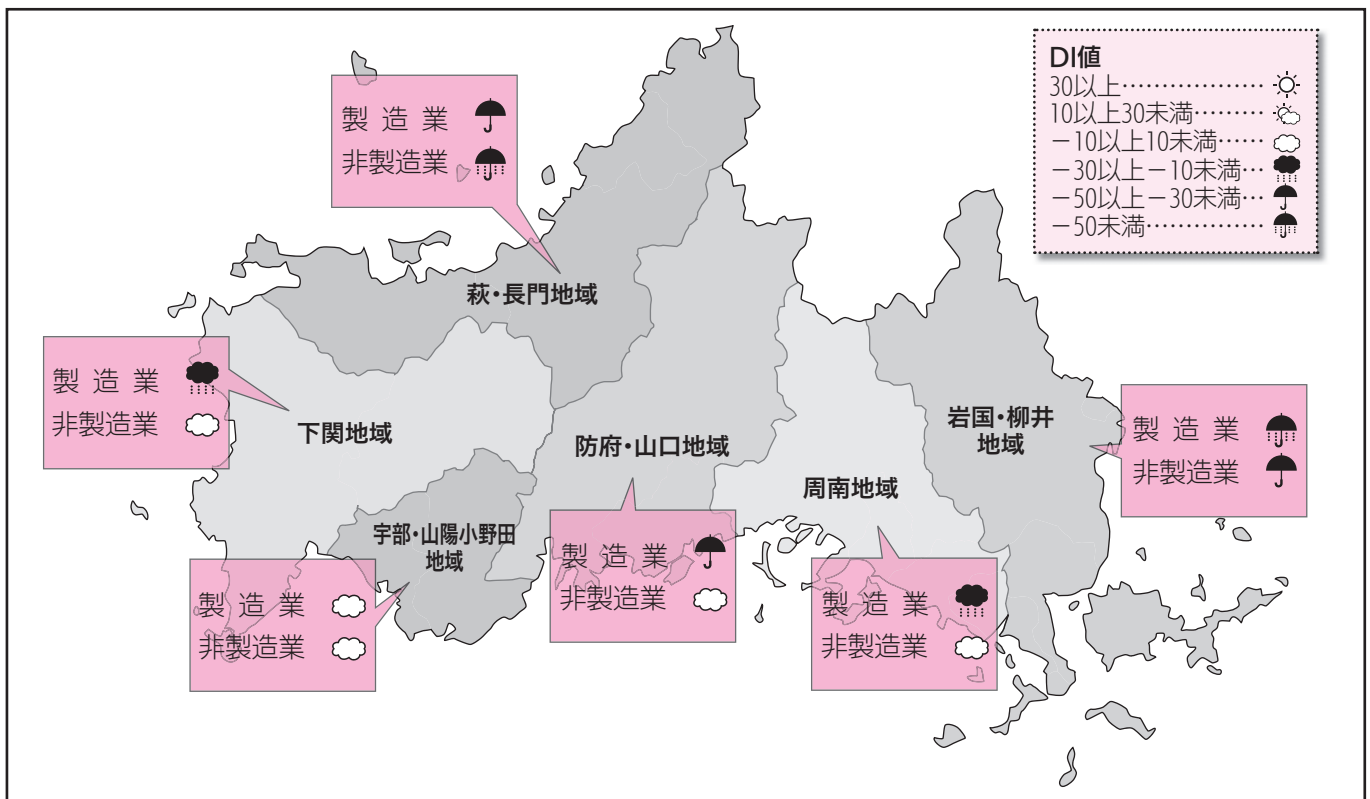 DI値
30以上………………
10以上30未満………
－10以上10未満……
－30以上－10未満…
－50以上－30未満…
－50未満……………
製造業
非製造業
萩・長門地域
製造業
非製造業
下関地域
防府・山口地域
岩国・柳井
地域
製造業
非製造業
周南地域
宇部・山陽小野田
地域
製造業
非製造業
製造業
非製造業
製造業
非製造業